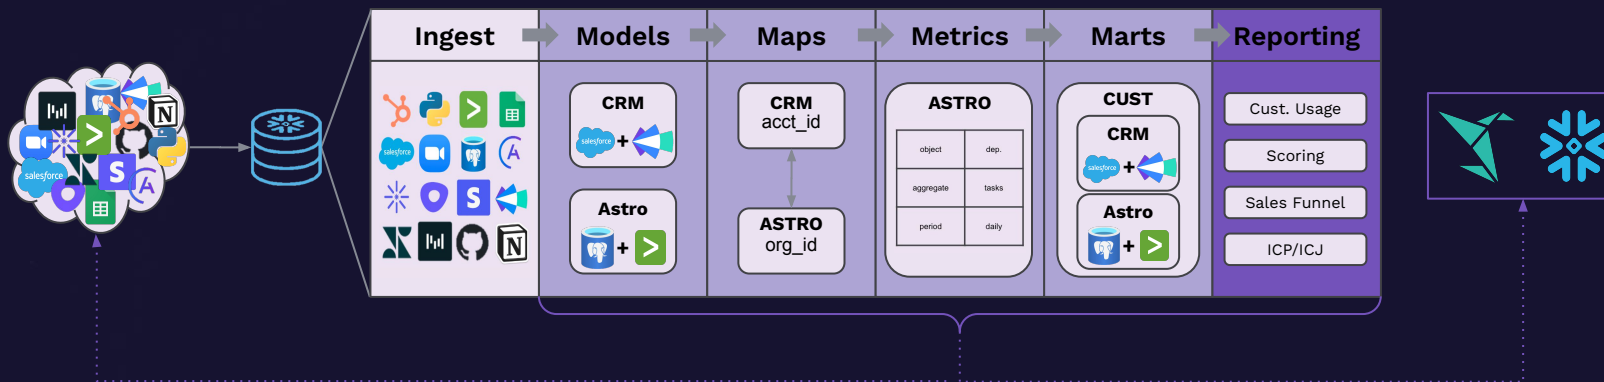 Ingest
Models
Maps
Metrics
Marts
Reporting
salesforce
N
S
A
salesforce
A
S
N
CRM
salesforce +
Astro
+
CRM
acct_id
ASTRO
org_id
ASTRO
object dep.
aggregate tasks
period daily
CUST
CRM
salesforce +
Astro
+
Cust. Usage
Scoring
Sales Funnel
ICP/ICJ